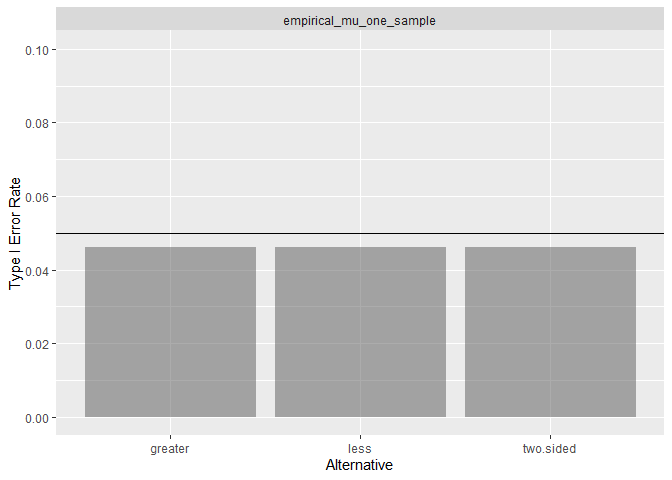 empirical_mu_one_sample
Type I Error Rate
0.10
0.08
0.06
0.04
0.02
0.00
greater less two.sided
Alternative